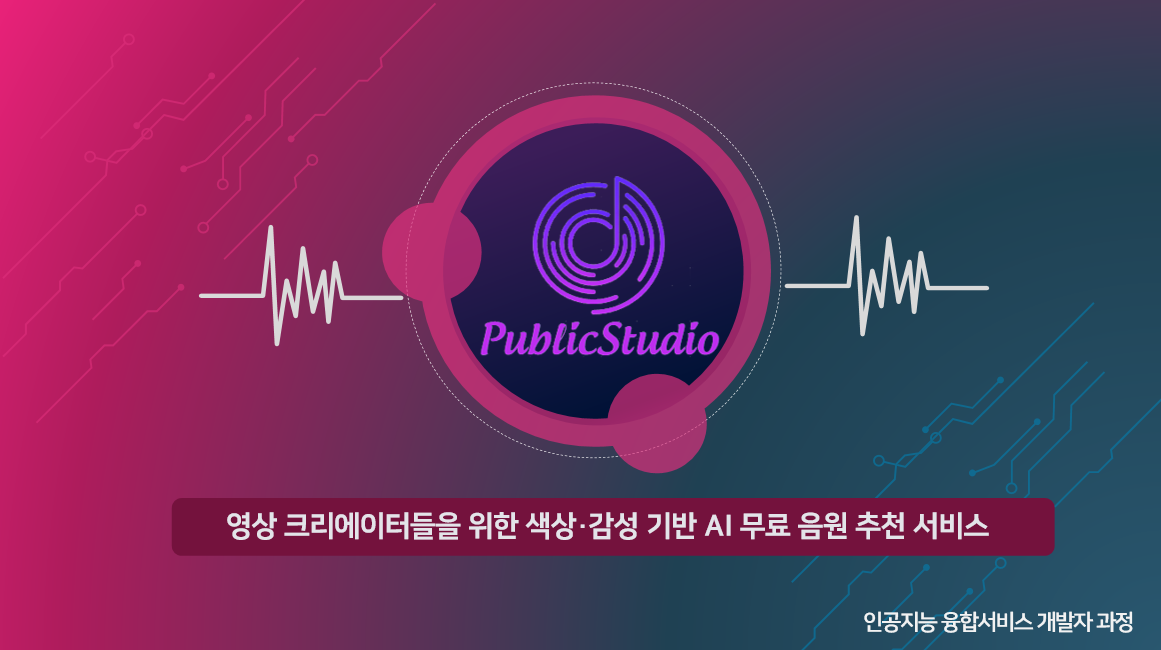 PublicStudio
영상 크리에이터들을 위한 색상·감성 기반 AI 무료 음원 추천 서비스
인공지능 융합서비스 개발자 과정